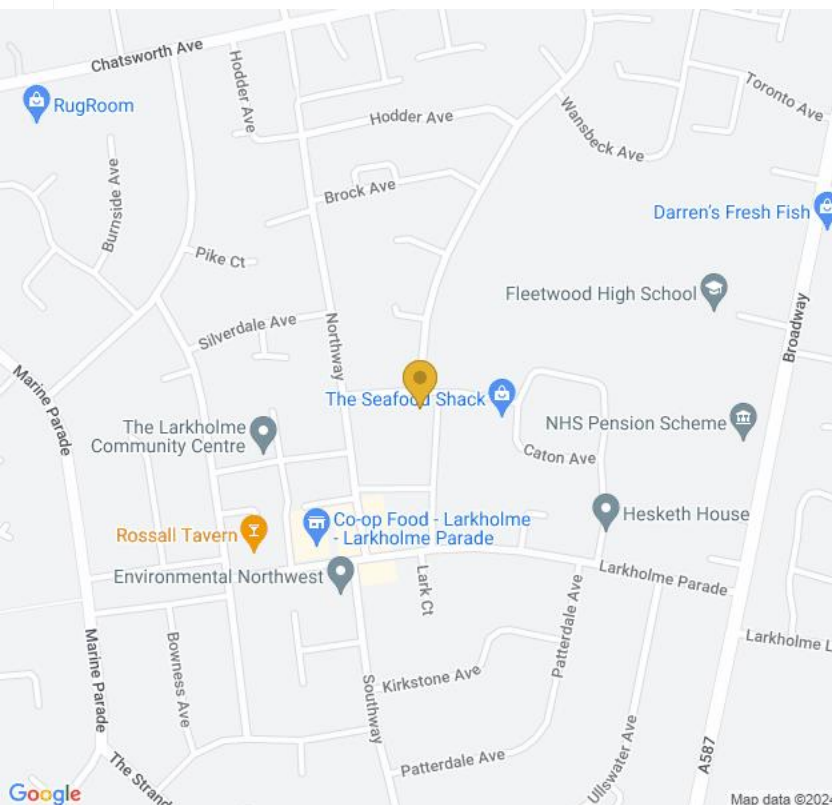 Chatsworth Ave
Hodder Ave
RugRoom
Hodder Ave
Toronto Ave
Wansbeck Ave
Burnside Ave
Brock Ave
Darren's Fresh Fish
Pike Ct
Fleetwood High School
Silverdale Ave
Northway
Broadway
Marine Parade
The Seafood Shack
The Larkholme
Community Centre
NHS Pension Scheme
Caton Ave
Rossall Tavern
Co-op Food - Larkholme
- Larkholme Parade
Hesketh House
Environmental Northwest
Lark Ct
Larkholme Parade
Patterdale Ave
Marine Parade
Bowness Ave
Larkholme L
Kirkstone Ave
Southway
Patterdale Ave
Ullswater Ave
A587
The Strand
Google
Map data ©2024